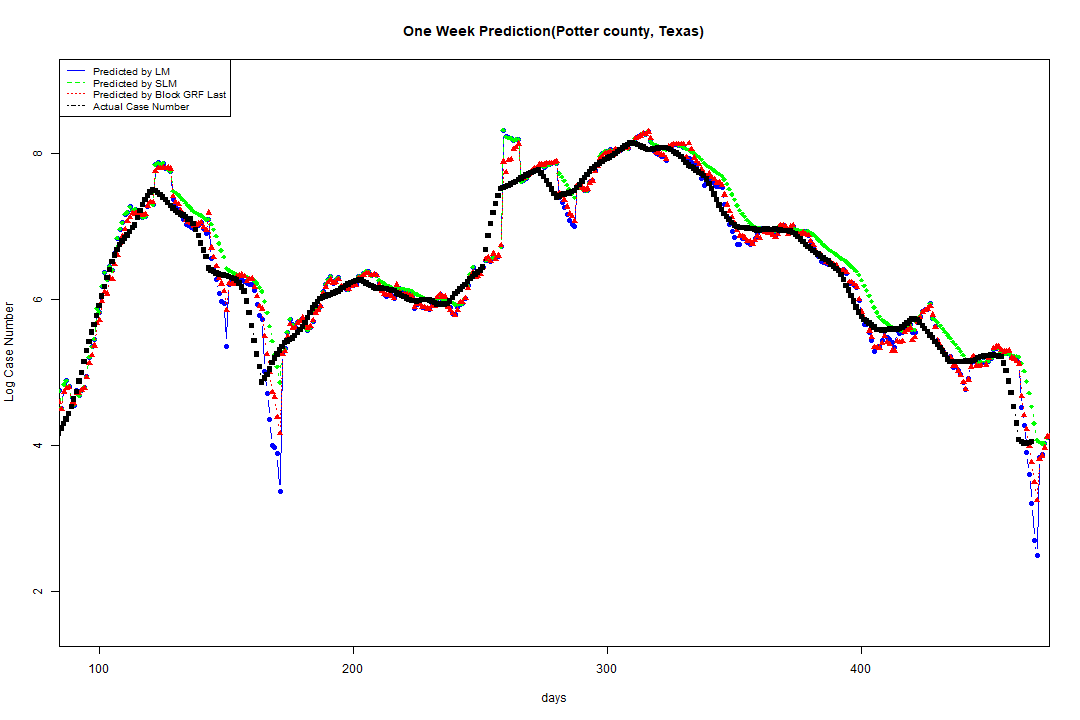 One Week Prediction(Potter county, Texas)
Predicted by LM
Predicted by SLM
Predicted by Block GRF Last
Actual Case Number
Log Case Number
8
6
4
2
100 200 300 400
days